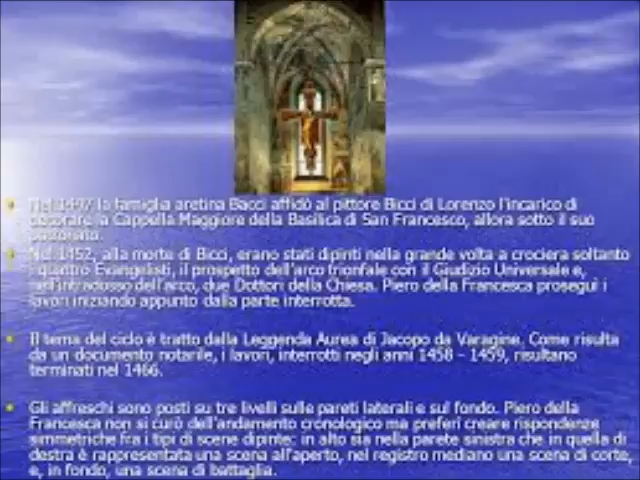 Nel 1497 la famiglia aretina Bacci affidò al pittore Bicci di Lorenzo l'incarico di
decorare la Cappella Maggiore della Basilica di San Francesco, allora sotto il suo
patronato.
Nel 1452, alla morte di Bicci, erano stati dipinti nella grande volta a crociera soltanto
i quattro Evangelisti, il prospetto dell'arco trionfale con il Giudizio Universale e,
nell'intradosso dell'arco, due Dottori della Chiesa. Piero della Francesca proseguì i
lavori iniziando appunto dalla parte interrotta.
Il tema del ciclo è tratto dalla Leggenda Aurea di Jacopo da Varagine. Come risulta
da un documento notarile, i lavori, interrotti negli anni 1458 - 1459, risultano
terminati nel 1466.
Gli affreschi sono posti su tre livelli sulle pareti laterali e sul fondo. Piero della
Francesca non si curò dell'andamento cronologico ma preferì creare rispondenze
simmetriche fra i tipi di scene dipinte: in alto sia nella parete sinistra che in quella di
destra è rappresentata una scena all'aperto, nel registro mediano una scena di corte,
e, in fondo, una scena di battaglia.